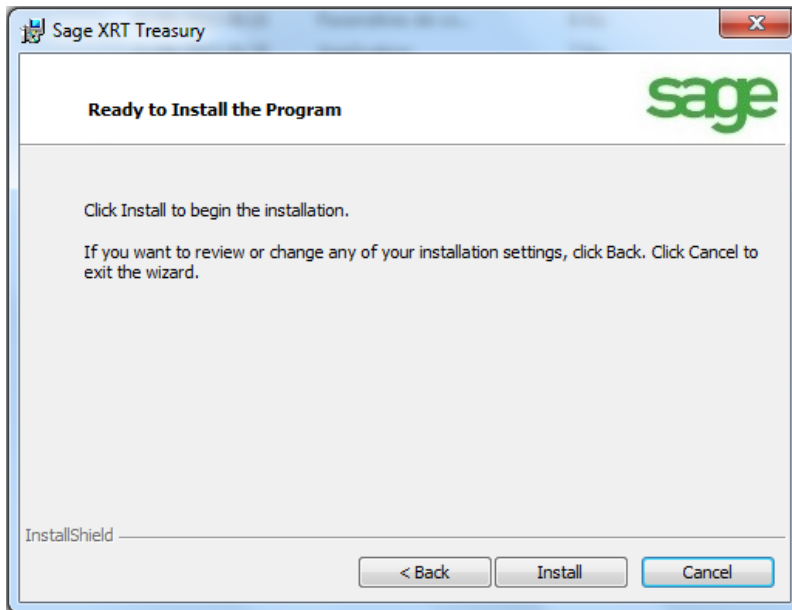 Sage XRT Treasury
Ready to Install the Program
sage
Click Install to begin the installation.
If you want to review or change any of your installation settings, click Back. Click Cancel to
exit the wizard.
InstallShield
< Back
Install
Cancel